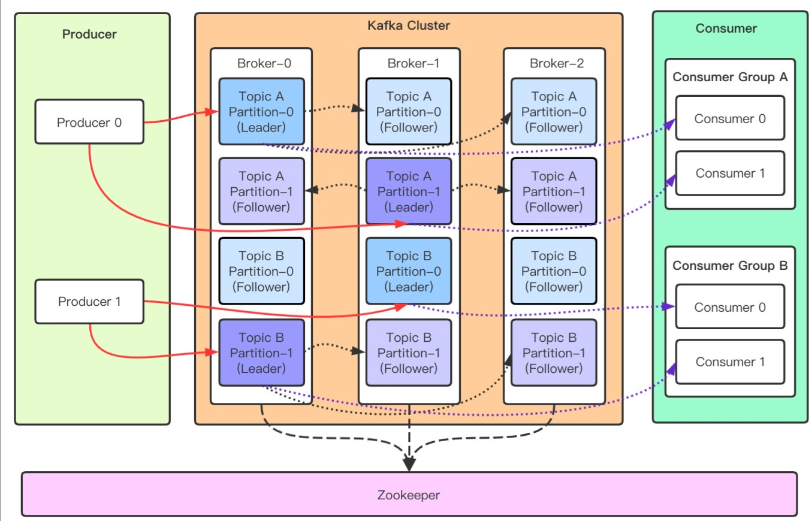 Producer
Producer 0
Producer 1
Kafka Cluster
Broker-0
Topic A
Partition-0
(Leader)
Topic A
Partition-1
(Follower)
Topic B
Partition-0
(Follower)
Topic B
Partition-1
(Leader)
Broker-1
Topic A
Partition-0
(Follower)
Topic A
Partition-1
(Leader)
Topic B
Partition-0
(Leader)
Topic B
Partition-1
(Follower)
Broker-2
Topic A
Partition-0
(Follower)
Topic A
Partition-1
(Follower)
Topic B
Partition-0
(Follower)
Topic B
Partition-1
(Follower)
Consumer
Consumer Group A
Consumer 0
Consumer 1
Consumer Group B
Consumer 0
Consumer 1
Zookeeper